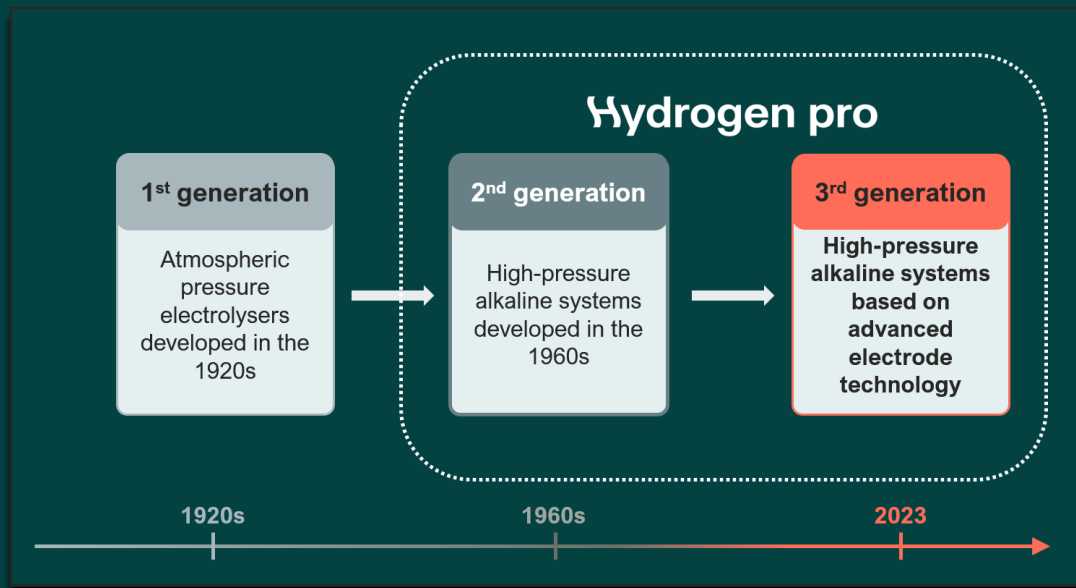 Hydrogen pro
1st generation
Atmospheric
pressure
electrolysers
developed in the
1920s
2nd generation
High-pressure
alkaline systems
developed in the
1960s
3rd generation
High-pressure
alkaline systems
based on
advanced
electrode
technology
1920s
1960s
2023